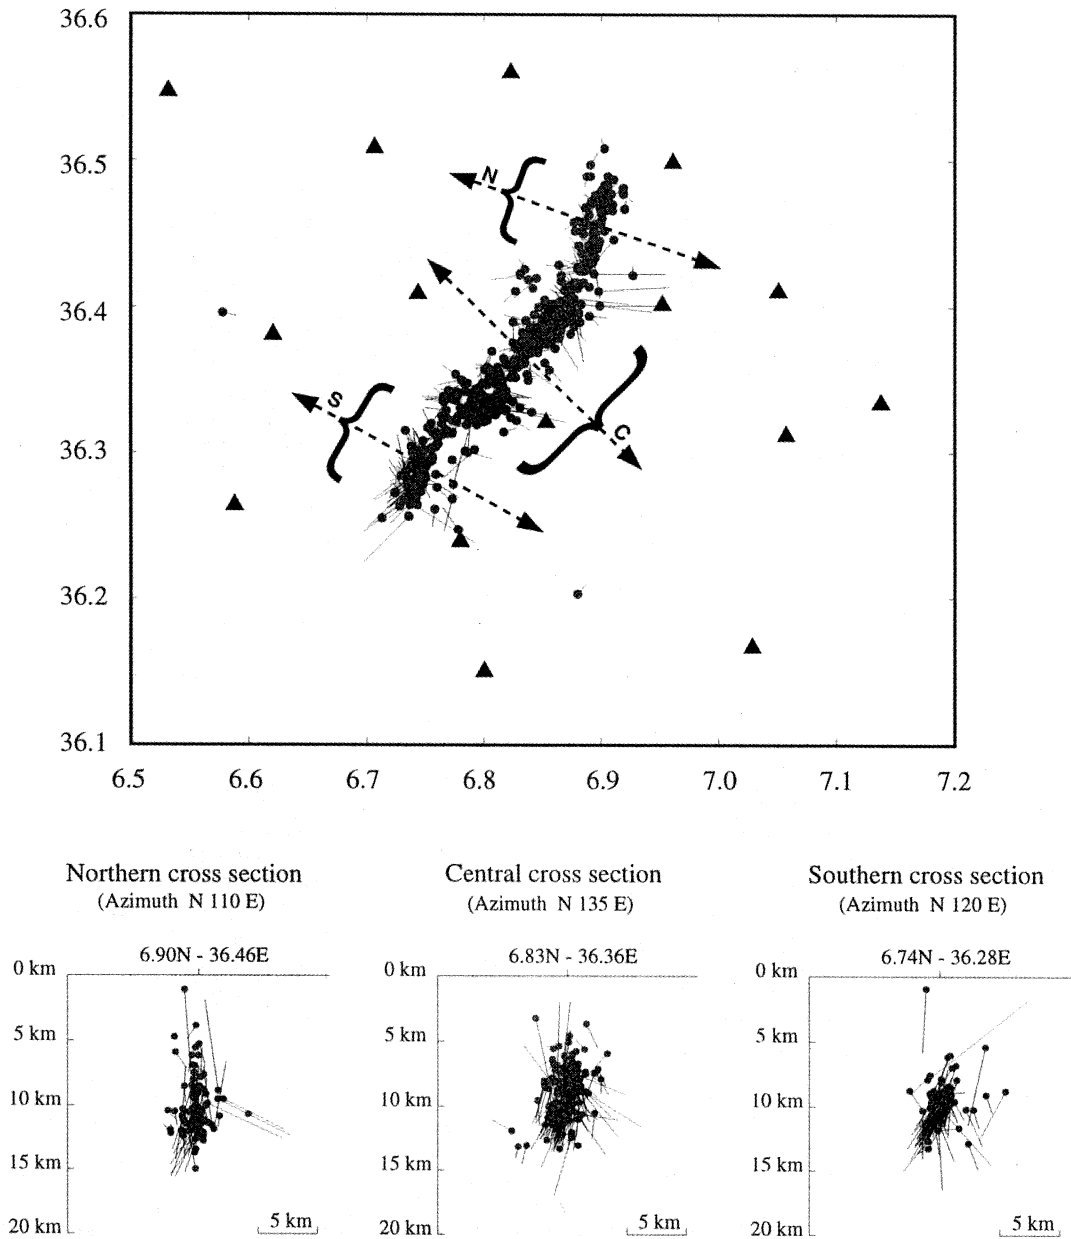 36.6
36.5
N
36.4
S
C
36.3
36.2
36.1
6.5 6.6 6.7 6.8 6.9 7.0 7.1 7.2
Northern cross section Central cross section Southern cross section
(Azimuth N 110 E) (Azimuth N 135 E) (Azimuth N 120 E)
6.90N - 36.46E 6.83N - 36.36E 6.74N - 36.28E
0 km 0 km 0 km
5 km 5 km 5 km
10 km 10 km 10 km
15 km 15 km 15 km
20 km 5 km 20 km 5 km 20 km 5 km